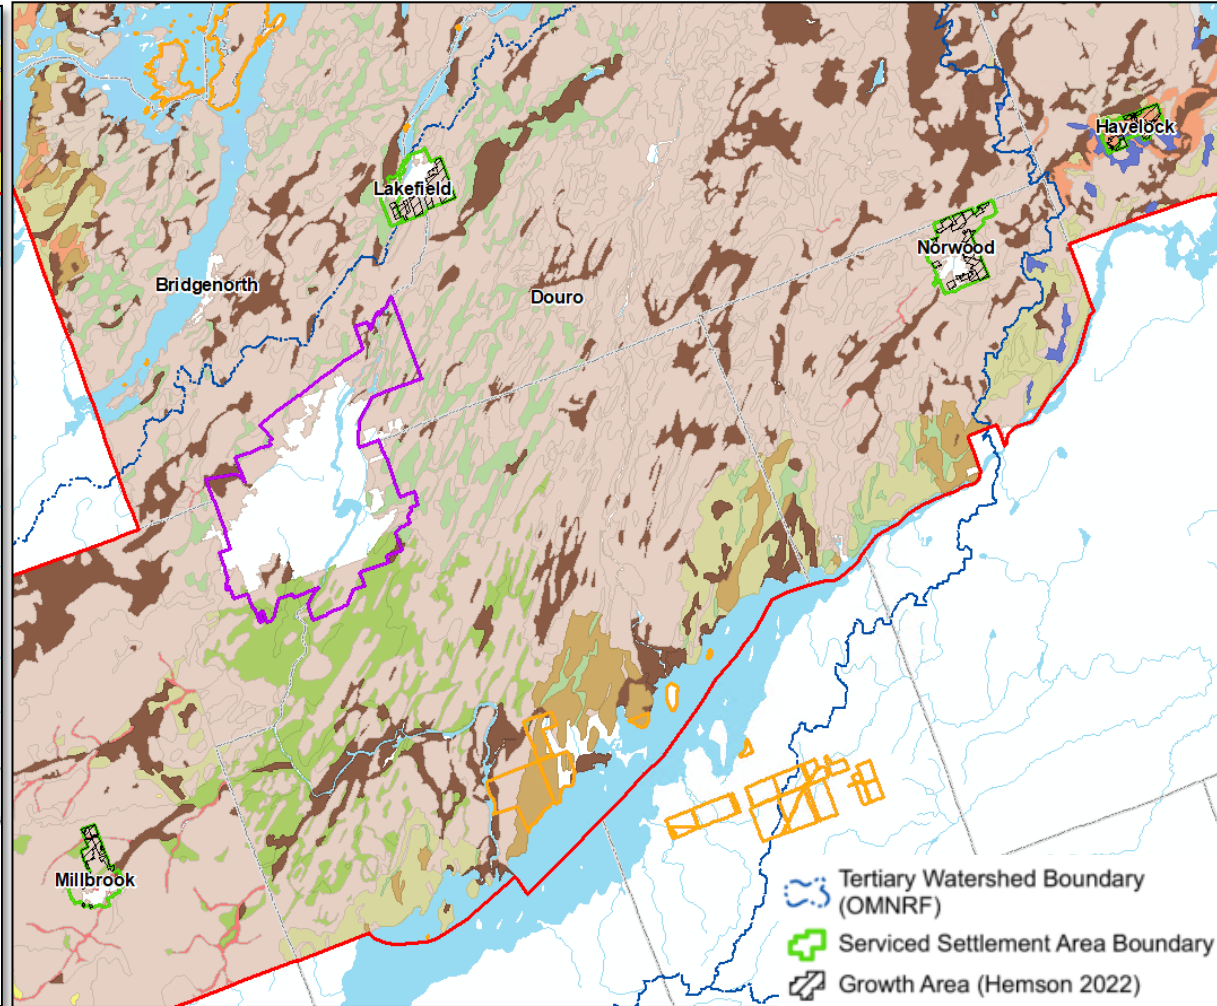 Havelock
Lakefield
Norwood
Bridgenorth
Douro
Millbrook
Tertiary Watershed Boundary
(OMNRF)
Serviced Settlement Area Boundary
Growth Area (Hemson 2022)